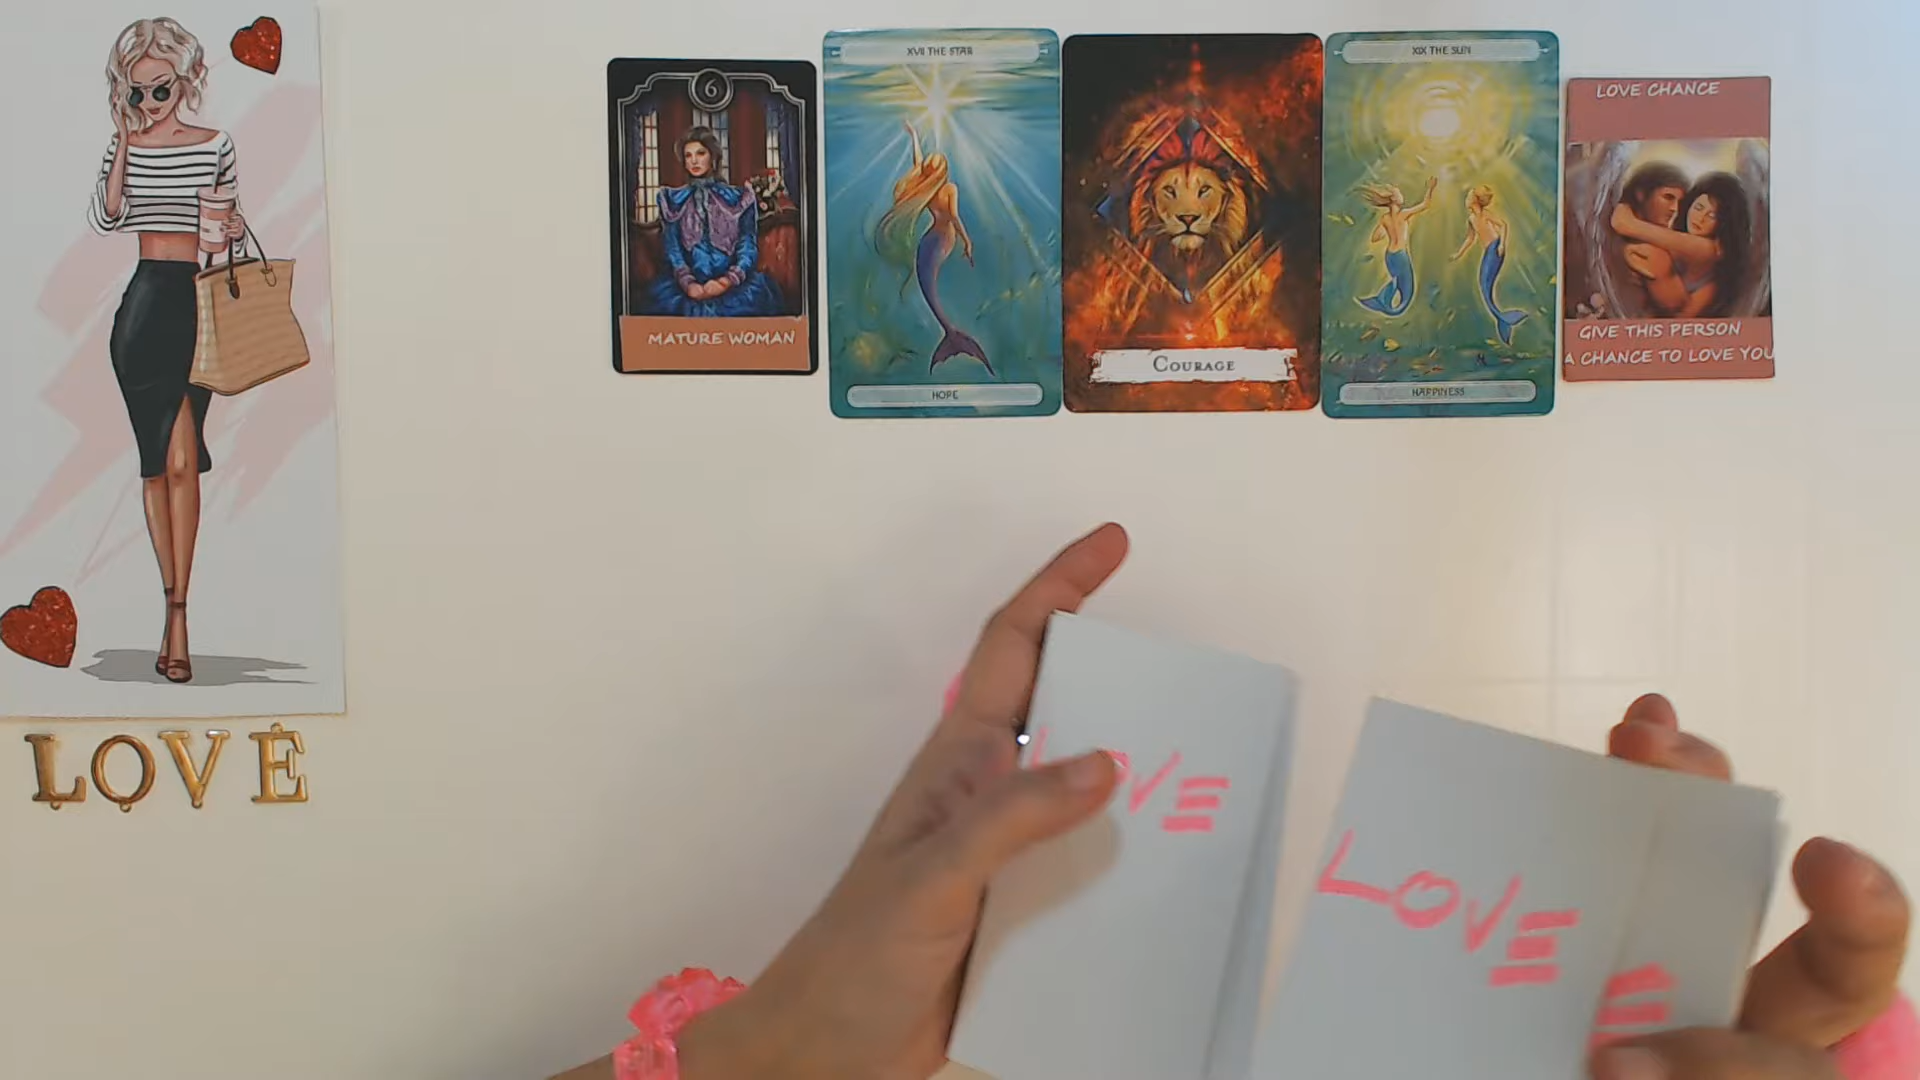 6
MATURE WOMAN
XVII THE STAR
HOPE
COURAGE
XIX THE SUN
HAPPINESS
LOVE CHANCE
GIVE THIS PERSON
A CHANCE TO LOVE YOU
LOVE
LOVE
LOVE
E